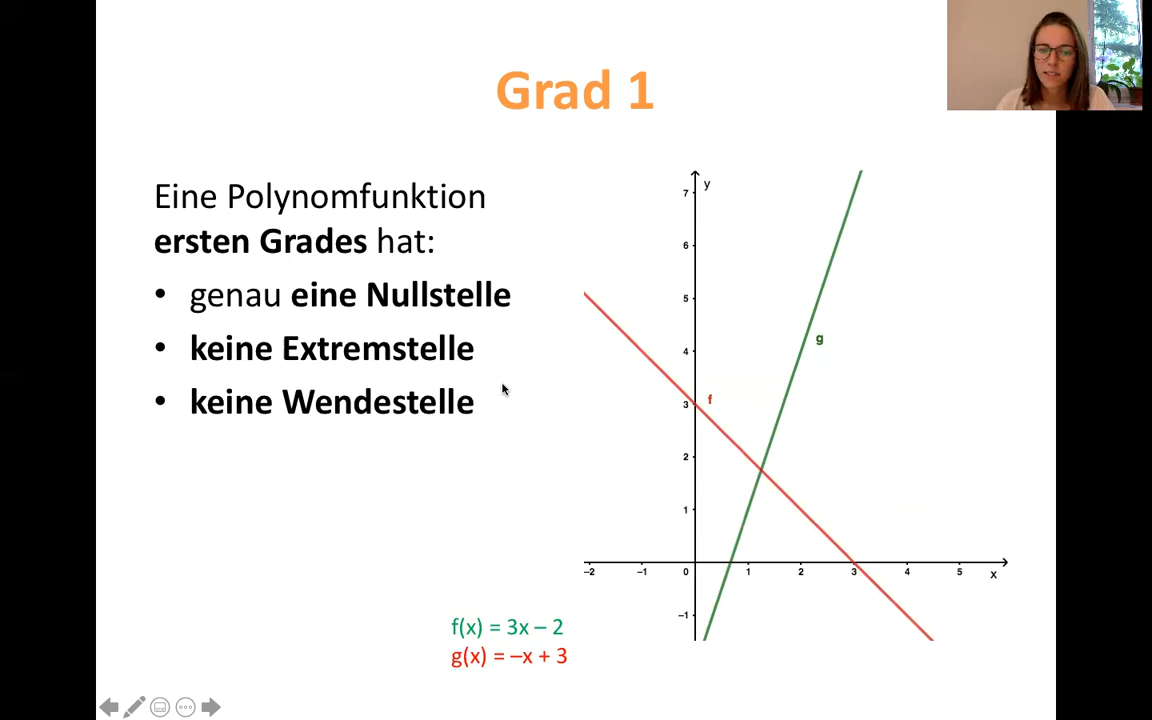 Grad 1
Eine Polynomfunktion
ersten Grades hat:
• genau eine Nullstelle
• keine Extremstelle
• keine Wendestelle
f(x) = 3x – 2
g(x) = –x + 3
y
7
6
5
4
3
2
1
–1
f
g
–2 –1 0 1 2 3 4 5
x